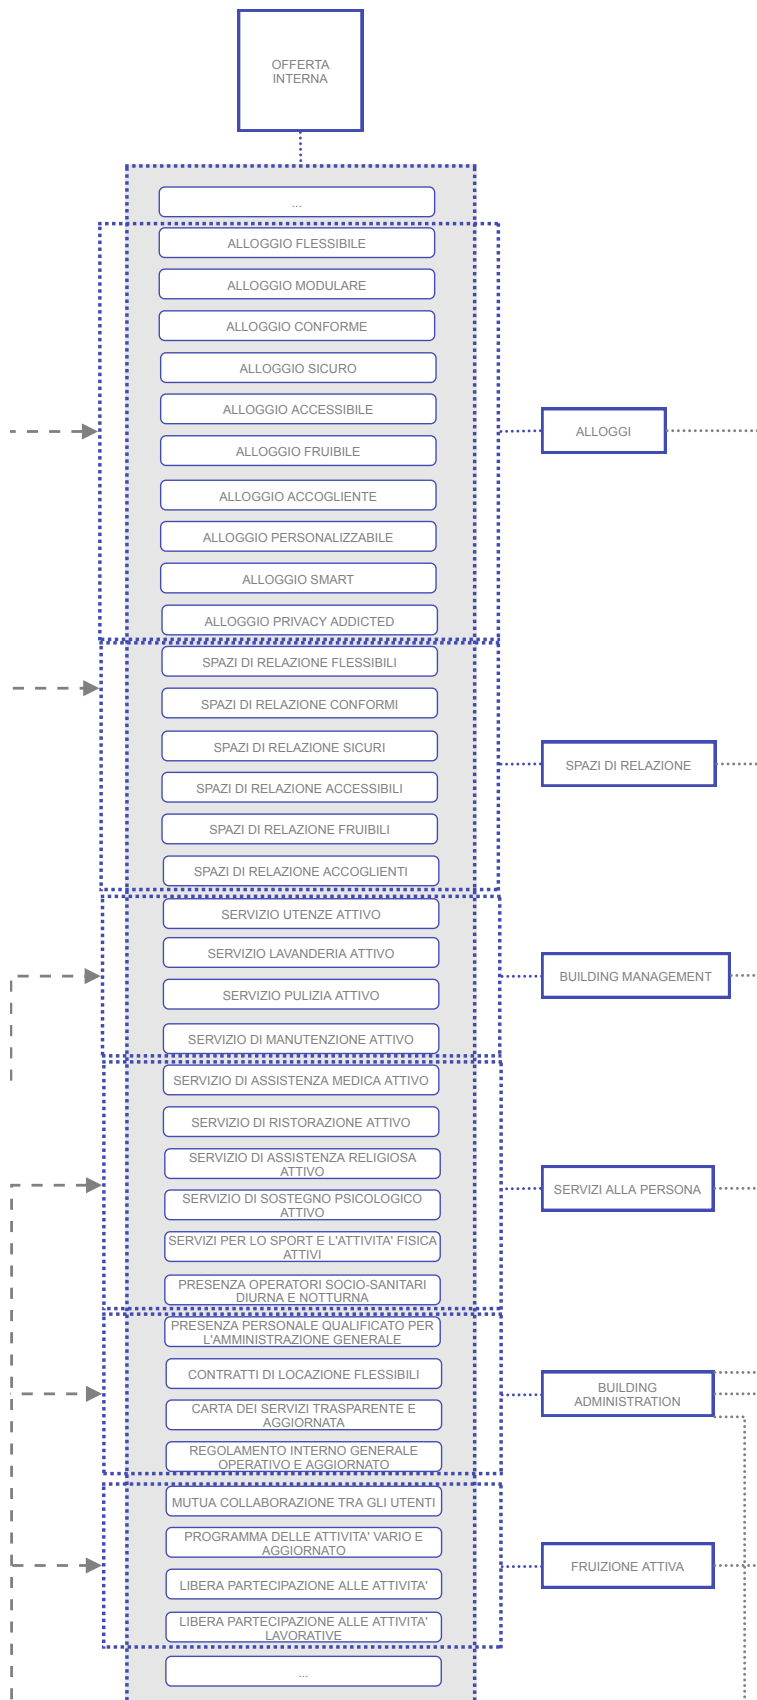 OFFERTA
INTERNA
...
ALLOGGIO FLESSIBILE
ALLOGGIO MODULARE
ALLOGGIO CONFORME
ALLOGGIO SICURO
ALLOGGIO ACCESSIBILE
ALLOGGIO FRUIBILE
ALLOGGIO ACCOGLIENTE
ALLOGGIO PERSONALIZZABILE
ALLOGGIO SMART
ALLOGGIO PRIVACY ADDICTED
ALLOGGI
SPAZI DI RELAZIONE FLESSIBILI
SPAZI DI RELAZIONE CONFORMI
SPAZI DI RELAZIONE SICURI
SPAZI DI RELAZIONE ACCESSIBILI
SPAZI DI RELAZIONE FRUIBILI
SPAZI DI RELAZIONE ACCOGLIENTI
SPAZI DI RELAZIONE
SERVIZIO UTENZE ATTIVO
SERVIZIO LAVANDERIA ATTIVO
SERVIZIO PULIZIA ATTIVO
SERVIZIO DI MANUTENZIONE ATTIVO
BUILDING MANAGEMENT
SERVIZIO DI ASSISTENZA MEDICA ATTIVO
SERVIZIO DI RISTORAZIONE ATTIVO
SERVIZIO DI ASSISTENZA RELIGIOSA
ATTIVO
SERVIZIO DI SOSTEGNO PSICOLOGICO
ATTIVO
SERVIZI PER LO SPORT E L'ATTIVITA' FISICA
ATTIVI
PRESENZA OPERATORI SOCIO-SANITARI
DIURNA E NOTTURNA
SERVIZI ALLA PERSONA
PRESENZA PERSONALE QUALIFICATO PER
L'AMMINISTRAZIONE GENERALE
CONTRATTI DI LOCAZIONE FLESSIBILI
CARTA DEI SERVIZI TRASPARENTE E
AGGIORNATA
REGOLAMENTO INTERNO GENERALE
OPERATIVO E AGGIORNATO
BUILDING
ADMINISTRATION
MUTUA COLLABORAZIONE TRA GLI UTENTI
PROGRAMMA DELLE ATTIVITA' VARIO E
AGGIORNATO
LIBERA PARTECIPAZIONE ALLE ATTIVITA'
LIBERA PARTECIPAZIONE ALLE ATTIVITA'
LAVORATIVE
FRUIZIONE ATTIVA
...